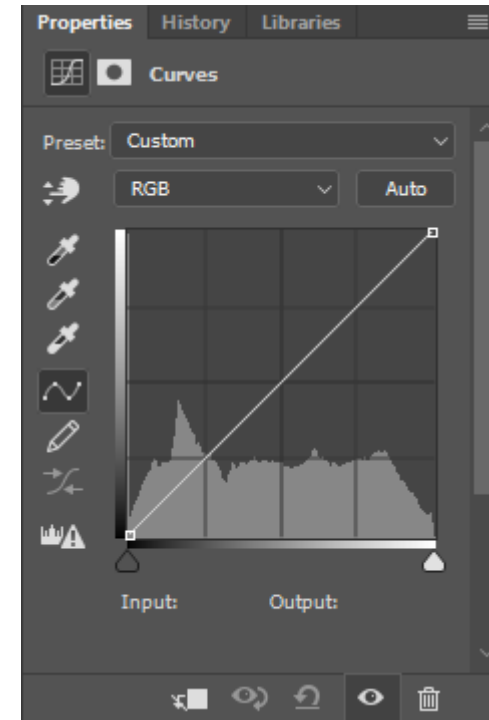 Properties History Libraries
Curves
Preset: Custom
RGB Auto
Input: Output: